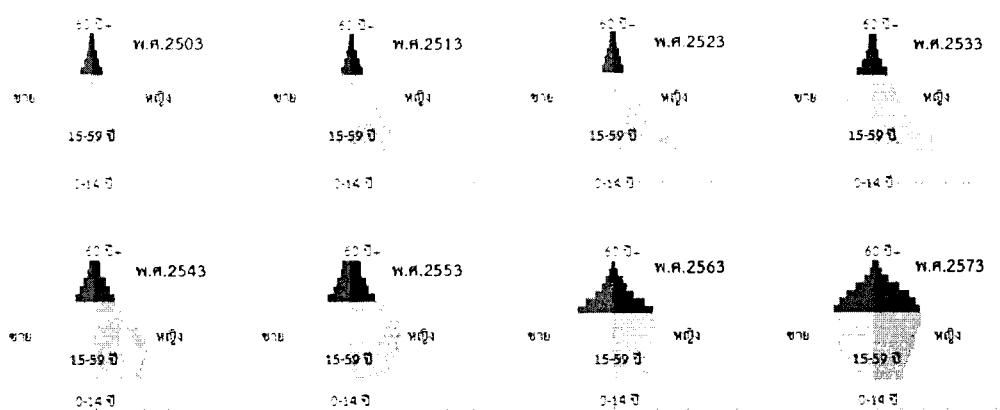 60 ปี+ พ.ศ.2503
ชาย หญิง
15-59 ปี
0-14 ปี
60 ปี+ พ.ศ.2513
ชาย หญิง
15-59 ปี
0-14 ปี
60 ปี+ พ.ศ.2523
ชาย หญิง
15-59 ปี
0-14 ปี
60 ปี+ พ.ศ.2533
ชาย หญิง
15-59 ปี
0-14 ปี
60 ปี+ พ.ศ.2543
ชาย หญิง
15-59 ปี
0-14 ปี
60 ปี+ พ.ศ.2553
ชาย หญิง
15-59 ปี
0-14 ปี
60 ปี+ พ.ศ.2563
ชาย หญิง
15-59 ปี
0-14 ปี
60 ปี+ พ.ศ.2573
ชาย หญิง
15-59 ปี
0-14 ปี